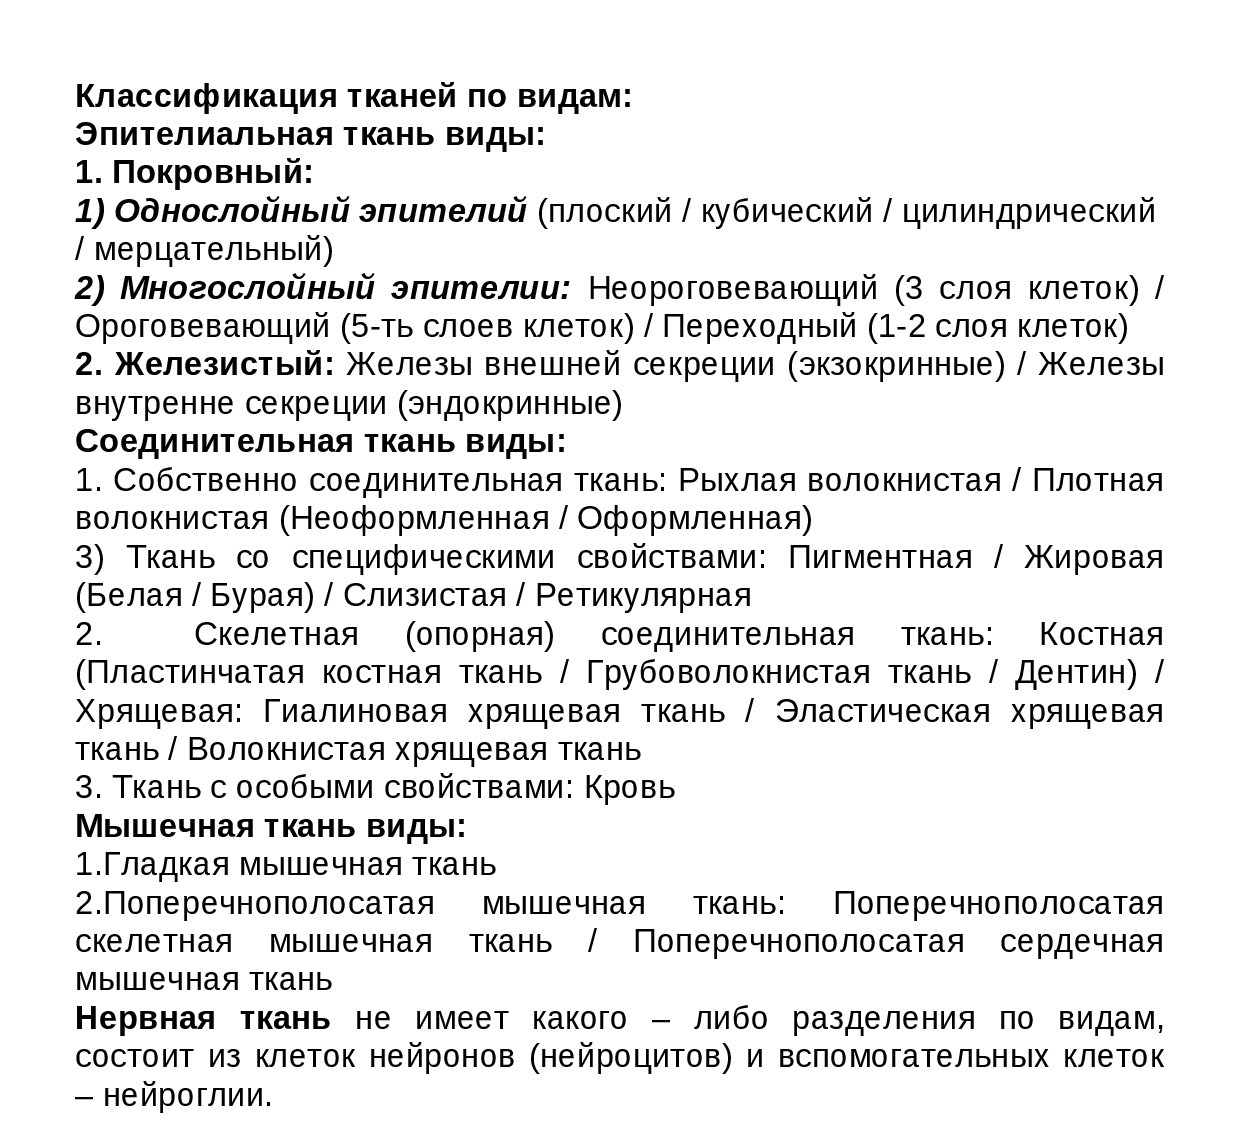 Классификация тканей по видам:
Эпителиальная ткань виды:
1. Покровный:
1) Однослойный эпителий (плоский / кубический / цилиндрический
/ мерцательный)
2) Многослойный эпителии: Неороговевающий (3 слоя клеток) /
Ороговевающий (5-ть слоев клеток) / Переходный (1-2 слоя клеток)
2. Железистый: Железы внешней секреции (экзокринные) / Железы
внутренне секреции (эндокринные)
Соединительная ткань виды:
1. Собственно соединительная ткань: Рыхлая волокнистая / Плотная
волокнистая (Неоформленная / Оформленная)
3) Ткань со специфическими свойствами: Пигментная / Жировая
(Белая / Бурая) / Слизистая / Ретикулярная
2. Скелетная (опорная) соединительная ткань: Костная
(Пластинчатая костная ткань / Грубоволокнистая ткань / Дентин) /
Хрящевая: Гиалиновая хрящевая ткань / Эластическая хрящевая
ткань / Волокнистая хрящевая ткань
3. Ткань с особыми свойствами: Кровь
Мышечная ткань виды:
1.Гладкая мышечная ткань
2.Поперечнополосатая мышечная ткань: Поперечнополосатая
скелетная мышечная ткань / Поперечнополосатая сердечная
мышечная ткань
Нервная ткань не имеет какого – либо разделения по видам,
состоит из клеток нейронов (нейроцитов) и вспомогательных клеток
– нейроглии.